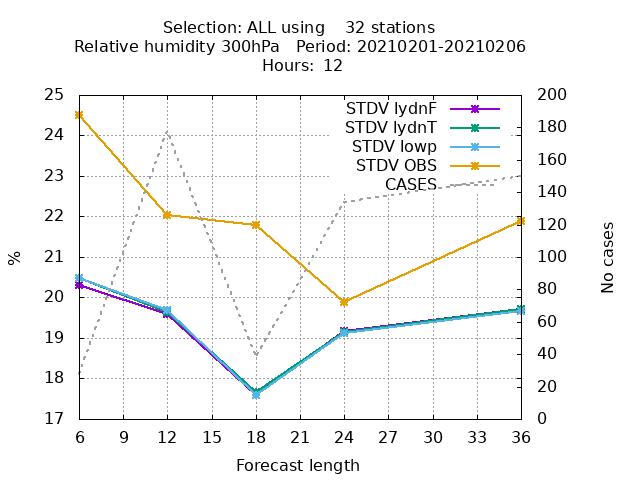 Selection: ALL using    32 stations
Relative humidity 300hPa   Period: 20210201-20210206
Hours:  12
STDV lydnF
STDV lydnT
STDV lowp
STDV OBS
CASES
%
25
24
23
22
21
20
19
18
17
200
180
160
140
120
100
80
60
40
20
0
No cases
6 9 12 15 18 21 24 27 30 33 36
Forecast length